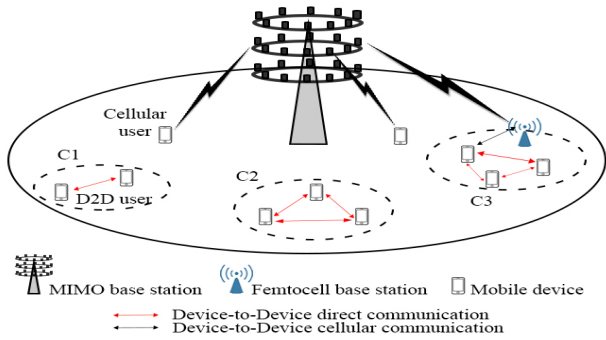 Cellular
user
C1
D2D user
C2
C3
MIMO base station
Femtocell base station
Mobile device
Device-to-Device direct communication
Device-to-Device cellular communication